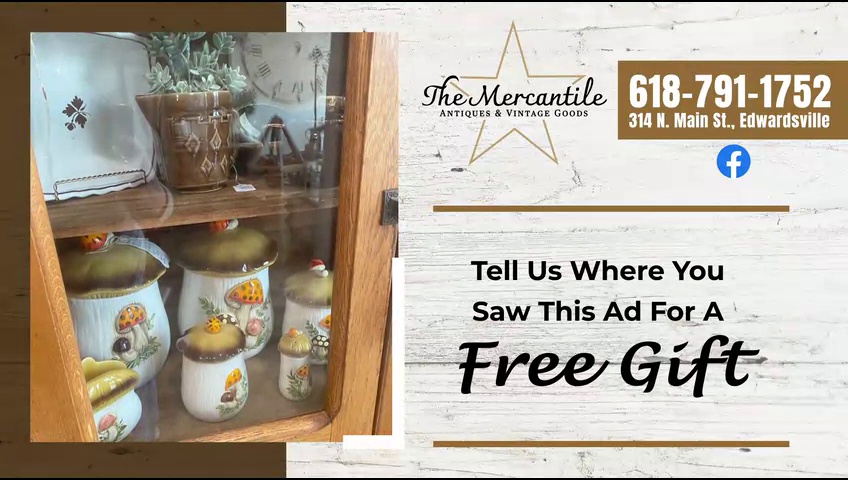 The Mercantile
Antiques & Vintage Goods
618-791-1752
314 N. Main St., Edwardsville
Tell Us Where You
Saw This Ad For A
Free Gift